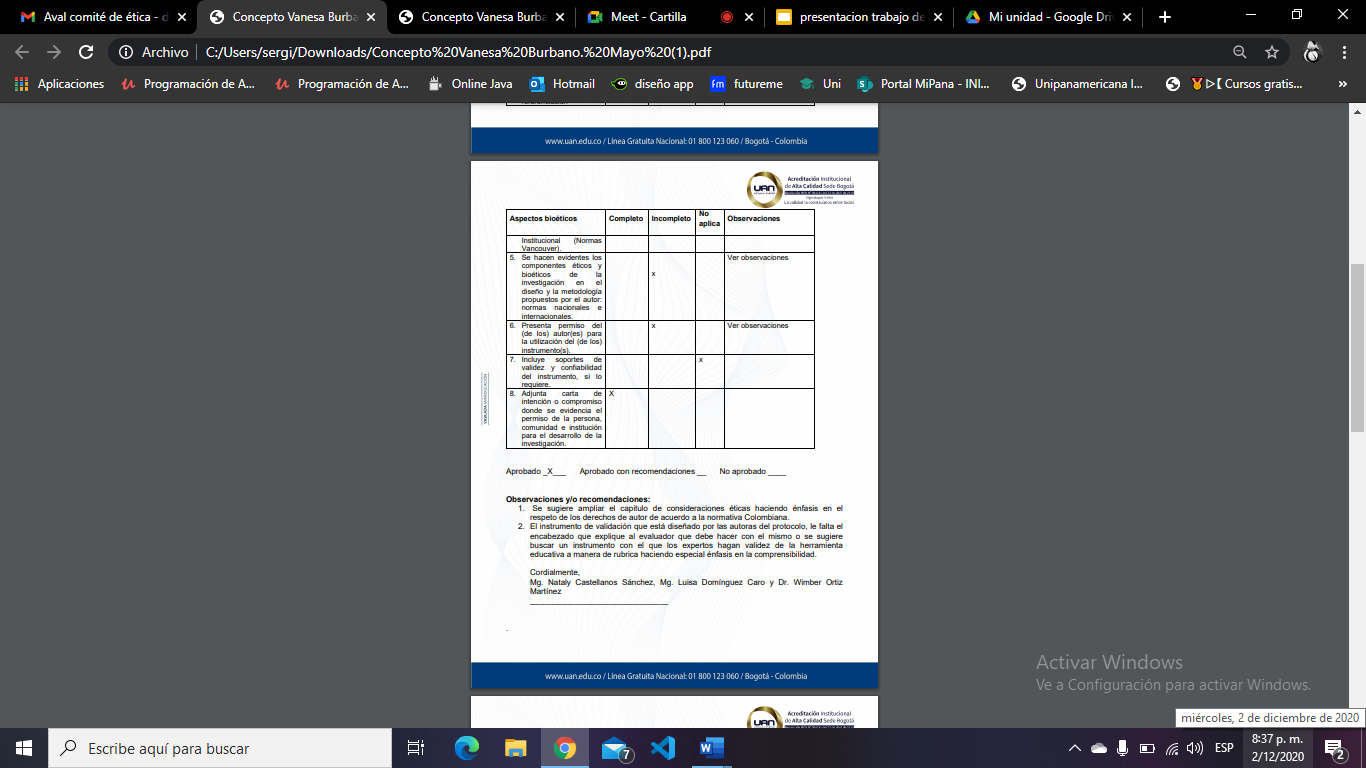 Aval comité de ética - d
Concepto Vanesa Burba
Concepto Vanesa Burba
Meet - Cartilla
presentacion trabajo de
Mi unidad - Google Driv
Archivo
C:/Users/sergi/Downloads/Concepto%20Vanesa%20Burbano.%20Mayo%20(1).pdf
Aplicaciones
Programación de A...
Programación de A...
Online Java
Hotmail
diseño app
futureme
Uni
Portal MiPana - INI...
Unipanamericana I...
Cursos gratis...
www.uan.edu.co / Línea Gratuita Nacional: 01 800 123 060 / Bogotá - Colombia
UAN
Acreditación Institucional
de Alta Calidad Sede Bogotá
La calidad la construimos entre todos
Aspectos bioéticos Completo Incompleto No aplica Observaciones
Institucional (Normas
Vancouver).
5. Se hacen evidentes los Ver observaciones
componentes éticos y
bioéticos de la x
investigación en el
diseño y la metodología
propuestos por el autor:
normas nacionales e
internacionales.
6. Presenta permiso del x Ver observaciones
(de los) autor(es) para
la utilización del (de los)
instrumento(s).
7. Incluye soportes de x
validez y confiabilidad
del instrumento, si lo
requiere.
8. Adjunta carta de X
intención o compromiso
donde se evidencia el
permiso de la persona,
comunidad e institución
para el desarrollo de la
investigación.
VIGILADA MINEDUCACIÓN
Aprobado _X___ Aprobado con recomendaciones __ No aprobado ____
Observaciones y/o recomendaciones:
1. Se sugiere ampliar el capitulo de consideraciones éticas haciendo énfasis en el
respeto de los derechos de autor de acuerdo a la normativa Colombiana.
2. El instrumento de validación que está diseñado por las autoras del protocolo, le falta el
encabezado que explique al evaluador que debe hacer con el mismo o se sugiere
buscar un instrumento con el que los expertos hagan validez de la herramienta
educativa a manera de rubrica haciendo especial énfasis en la comprensibilidad.
Cordialmente,
Mg. Nataly Castellanos Sánchez, Mg. Luisa Domínguez Caro y Dr. Wimber Ortiz
Martínez
.
www.uan.edu.co / Línea Gratuita Nacional: 01 800 123 060 / Bogotá - Colombia
UAN
Acreditación Institucional
de Alta Calidad Sede Bogotá
Activar Windows
Ve a Configuración para activar Windows.
miércoles, 2 de diciembre de 2020
Escribe aquí para buscar
7
ESP
8:37 p. m.
2/12/2020
2